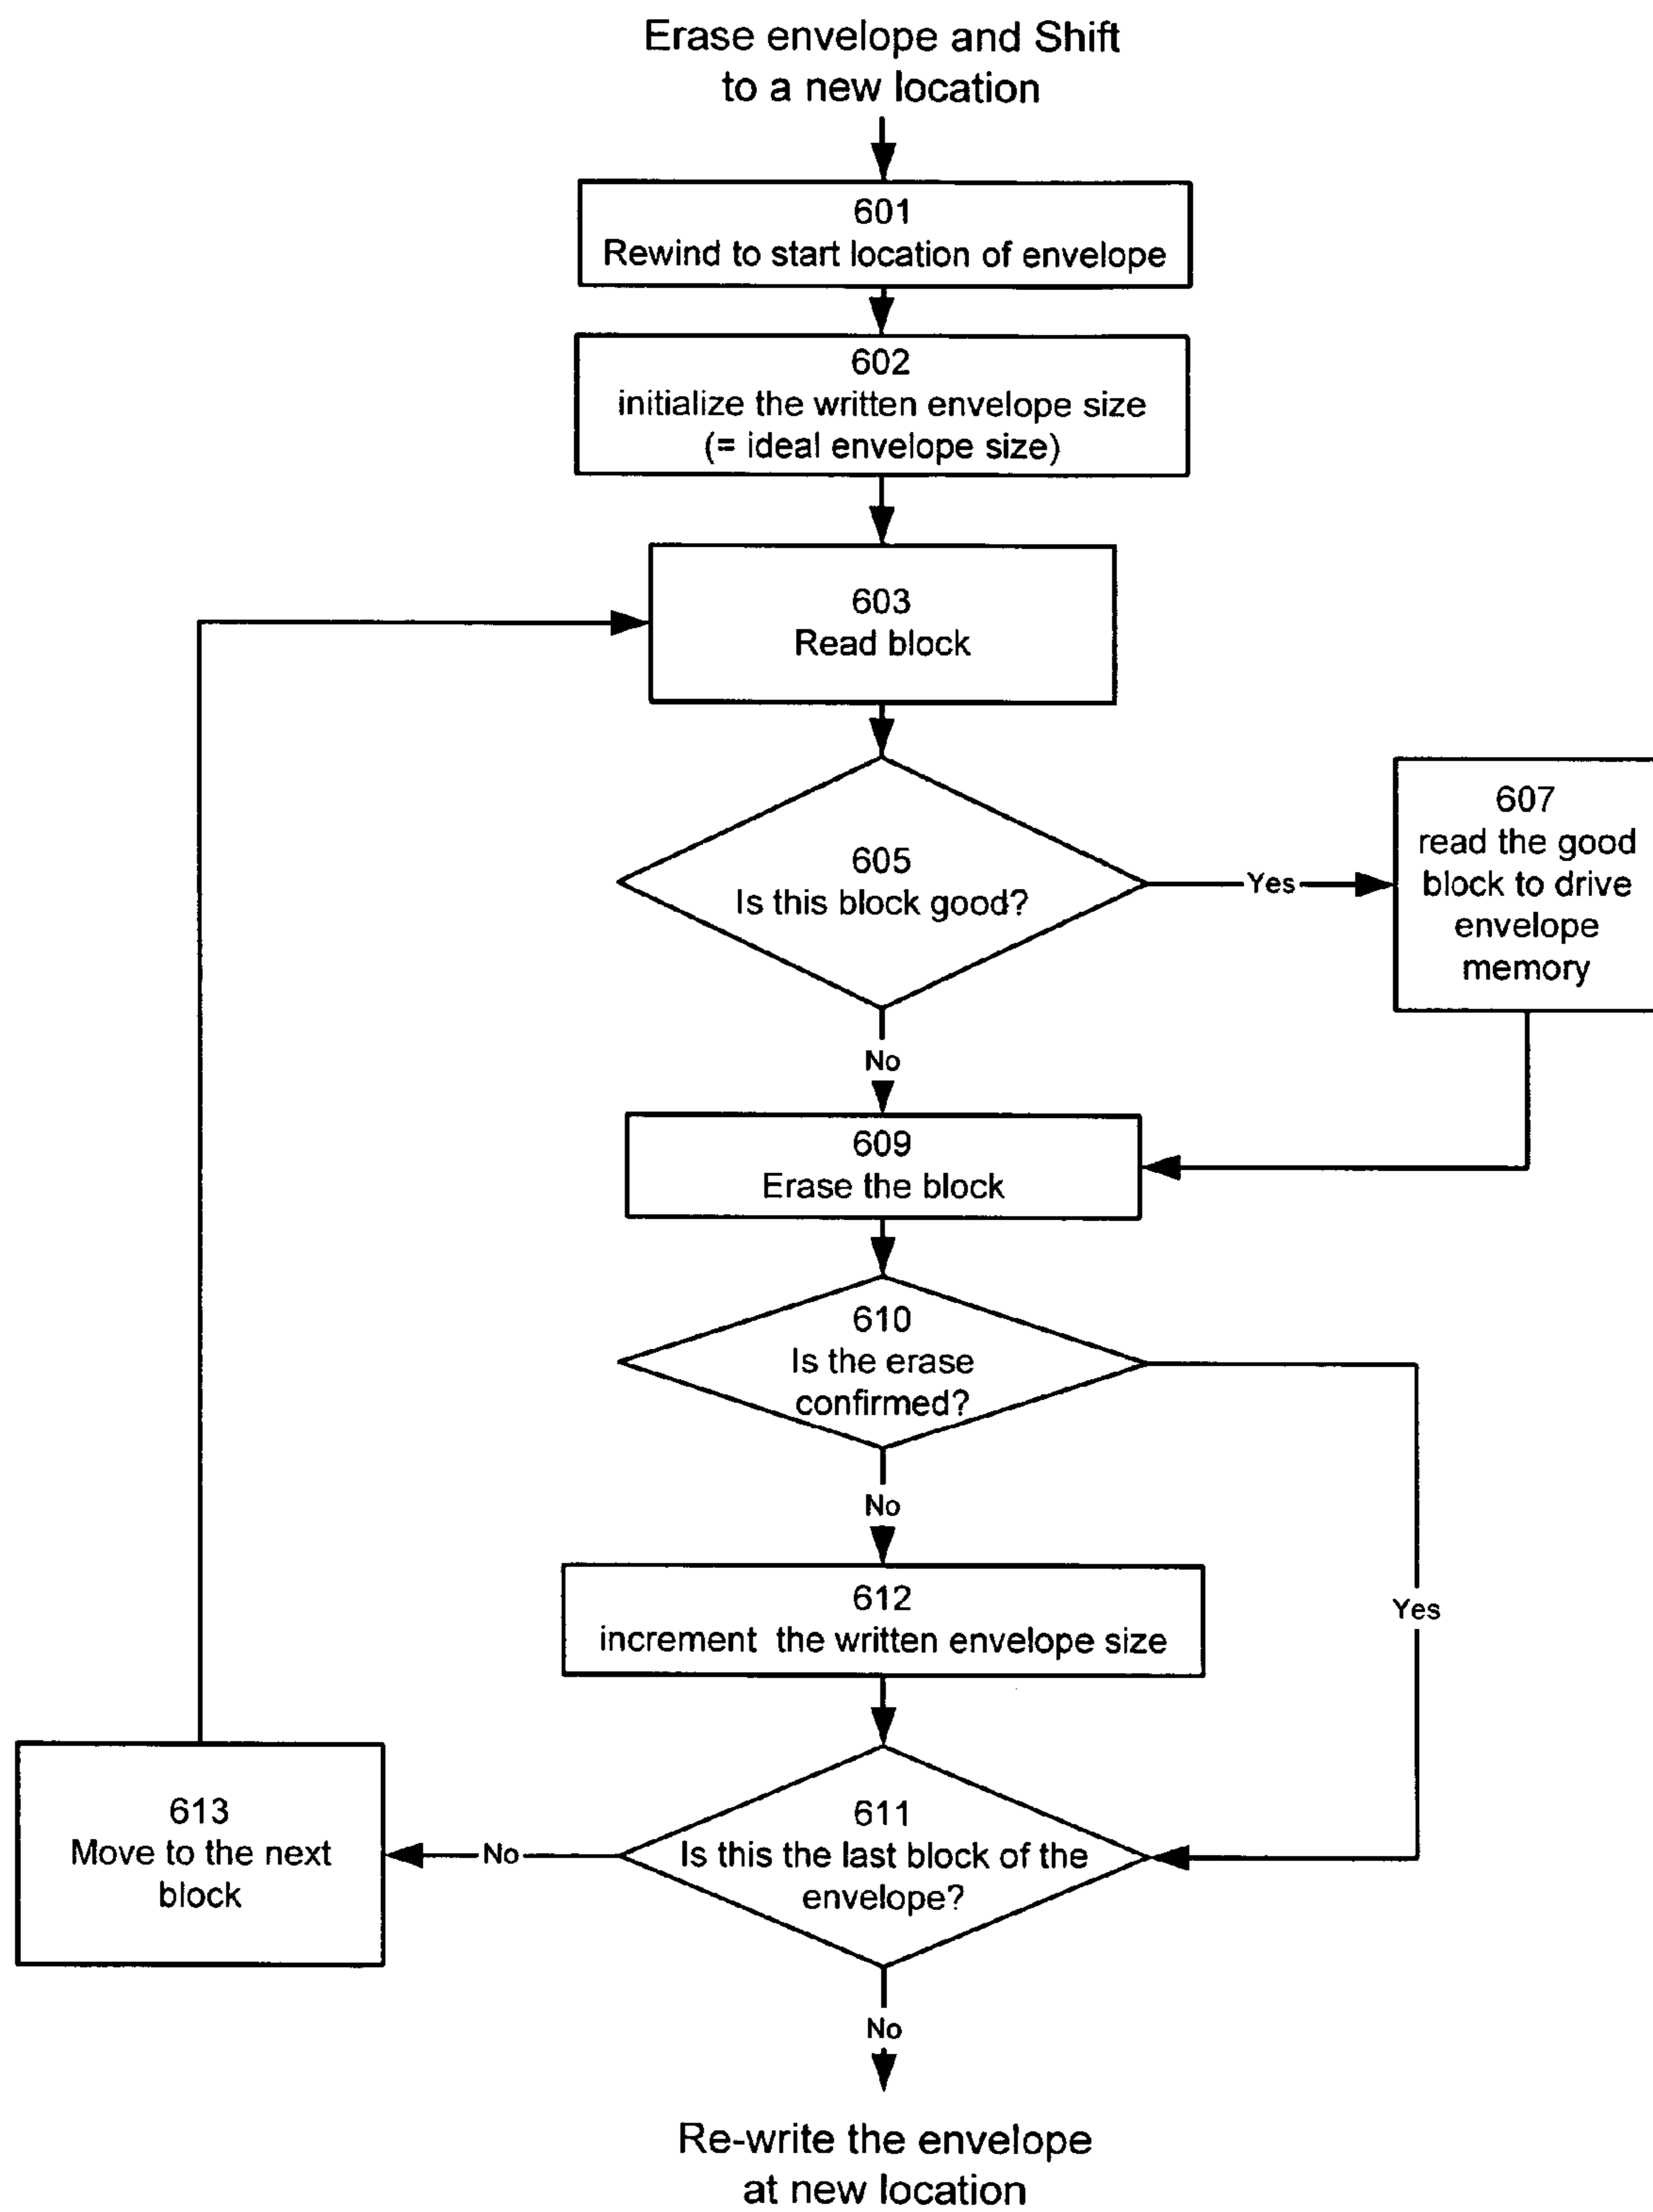 Erase envelope and Shift
to a new location
601
Rewind to start location of envelope
602
initialize the written envelope size
(= ideal envelope size)
603
Read block
605
Is this block good?
Yes
607
read the good
block to drive
envelope
memory
No
609
Erase the block
610
Is the erase
confirmed?
No
Yes
612
increment the written envelope size
611
Is this the last block of the
envelope?
No
613
Move to the next
block
No
Re-write the envelope
at new location